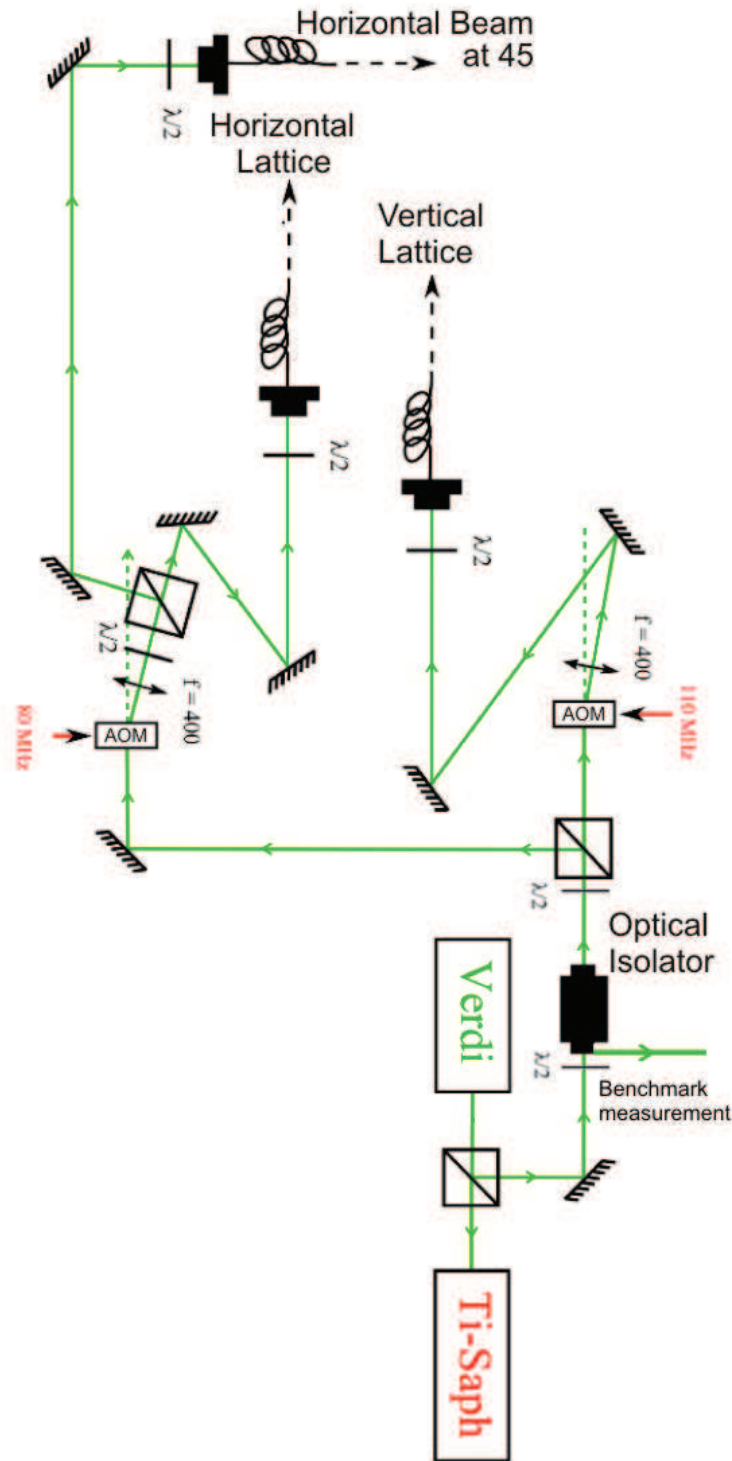 Horizontal Beam
at 45
λ/2
Horizontal
Lattice
Vertical
Lattice
λ/2
λ/2
f = 400
λ/2
f = 400
AOM
110 MHz
AOM
80 MHz
λ/2
Optical
Isolator
Verdi
λ/2
Benchmark
measurement
Ti-Saph